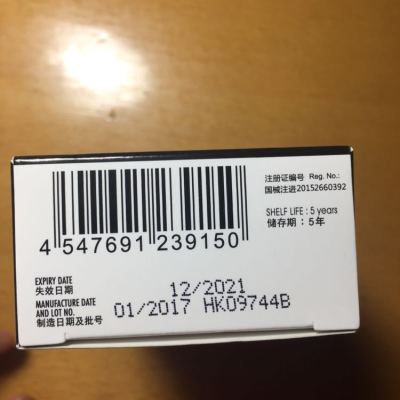 注册证编号 Reg. No.:
国械注进20152660392
SHELF LIFE : 5 years
储存期 : 5年
4 547691 239150
EXPIRY DATE
失效日期
12/2021
MANUFACTURE DATE
AND LOT NO.
制造日期及批号
01/2017 HK09744B